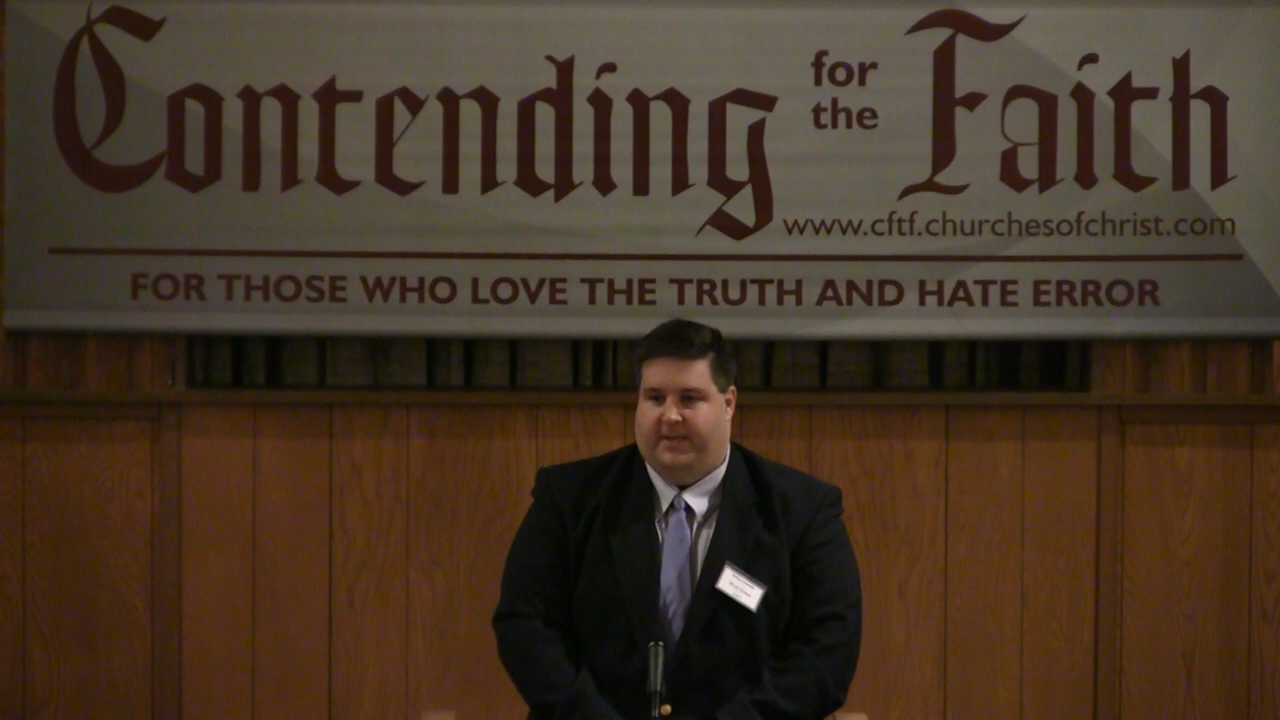 Contending for the Faith
www.cftf.churchesofchrist.com
FOR THOSE WHO LOVE THE TRUTH AND HATE ERROR